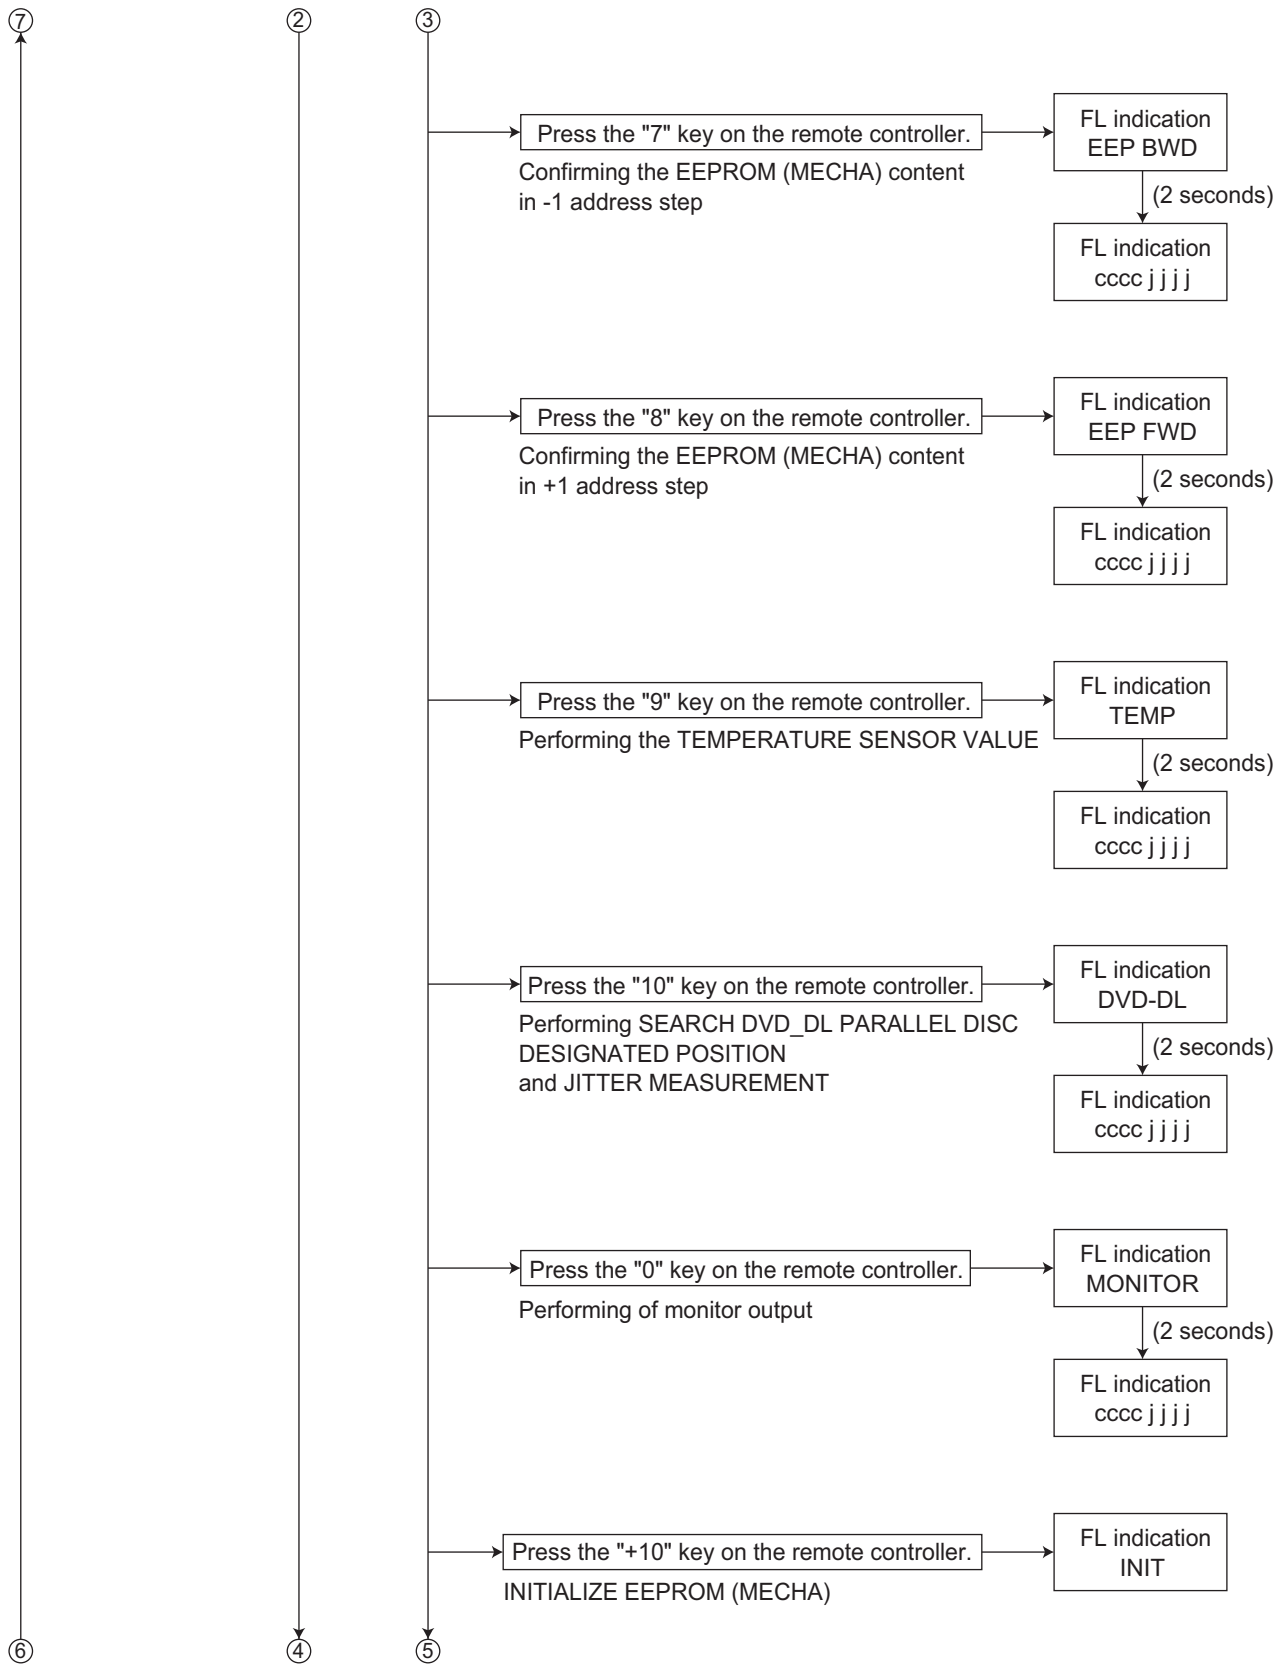 7 2 3
Press the "7" key on the remote controller.
Confirming the EEPROM (MECHA) content
in -1 address step
FL indication
EEP BWD
(2 seconds)
FL indication
cccc j j j j
Press the "8" key on the remote controller.
Confirming the EEPROM (MECHA) content
in +1 address step
FL indication
EEP FWD
(2 seconds)
FL indication
cccc j j j j
Press the "9" key on the remote controller.
Performing the TEMPERATURE SENSOR VALUE
FL indication
TEMP
(2 seconds)
FL indication
cccc j j j j
Press the "10" key on the remote controller.
Performing SEARCH DVD_DL PARALLEL DISC
DESIGNATED POSITION
and JITTER MEASUREMENT
FL indication
DVD-DL
(2 seconds)
FL indication
cccc j j j j
Press the "0" key on the remote controller.
Performing of monitor output
FL indication
MONITOR
(2 seconds)
FL indication
cccc j j j j
Press the "+10" key on the remote controller.
INITIALIZE EEPROM (MECHA)
FL indication
INIT
6 4 5